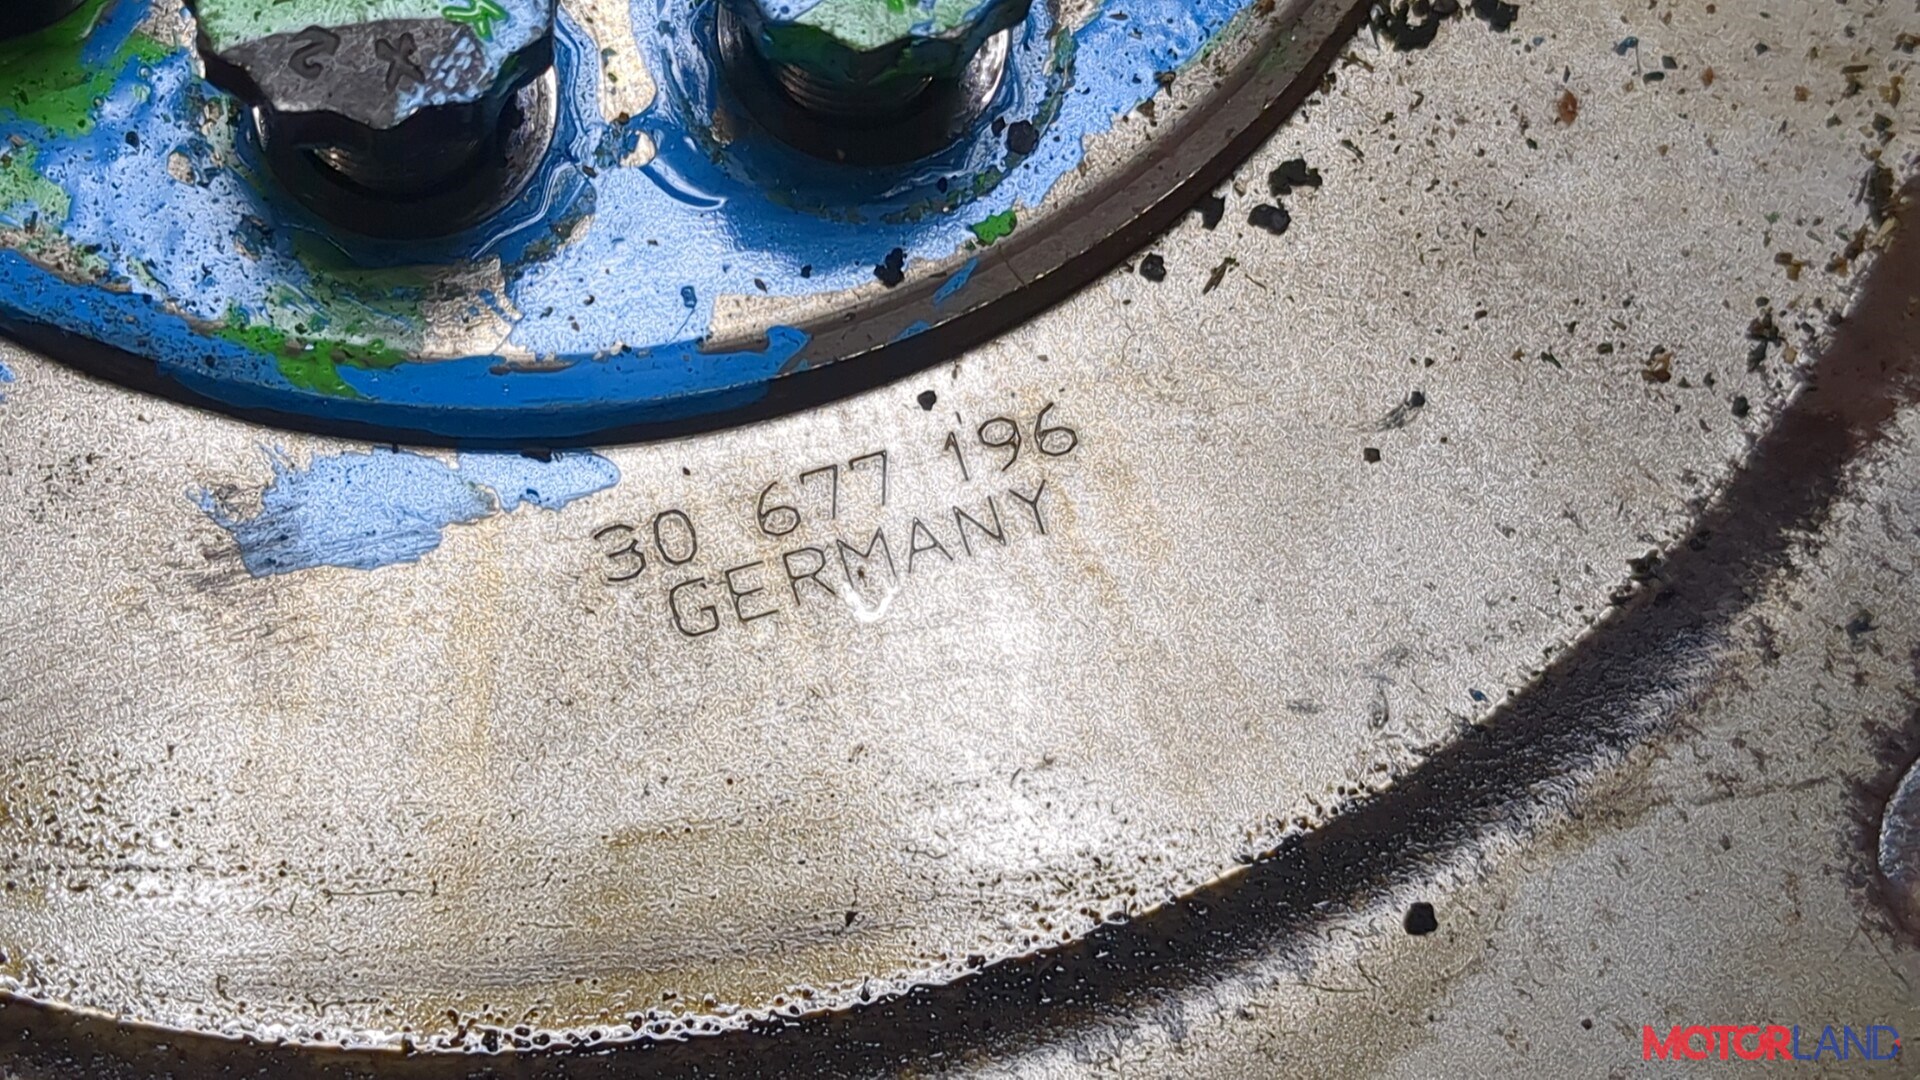 30 677 196
GERMANY
MOTORLAND